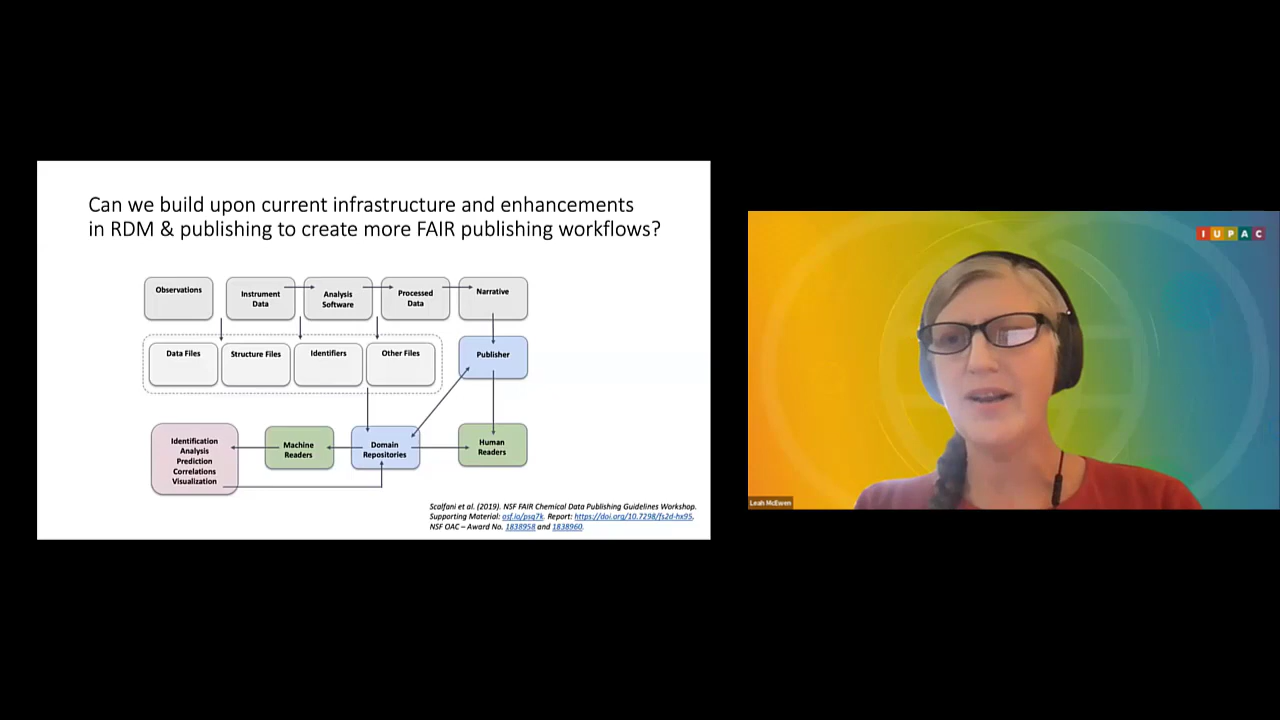 Can we build upon current infrastructure and enhancements
in RDM & publishing to create more FAIR publishing workflows?
Observations
Instrument
Data
Analysis
Software
Processed
Data
Narrative
Data Files
Structure Files
Identifiers
Other Files
Publisher
Identification
Analysis
Prediction
Correlations
Visualization
Machine
Readers
Domain
Repositories
Human
Readers
Scalfani et al. (2019). NSF FAIR Chemical Data Publishing Guidelines Workshop.
Supporting Material: osf.io/psq7k. Report: https://doi.org/10.7298/fs2d-hx95.
NSF OAC – Award No. 1838958 and 1838960.
IUPAC
Leah McEwen